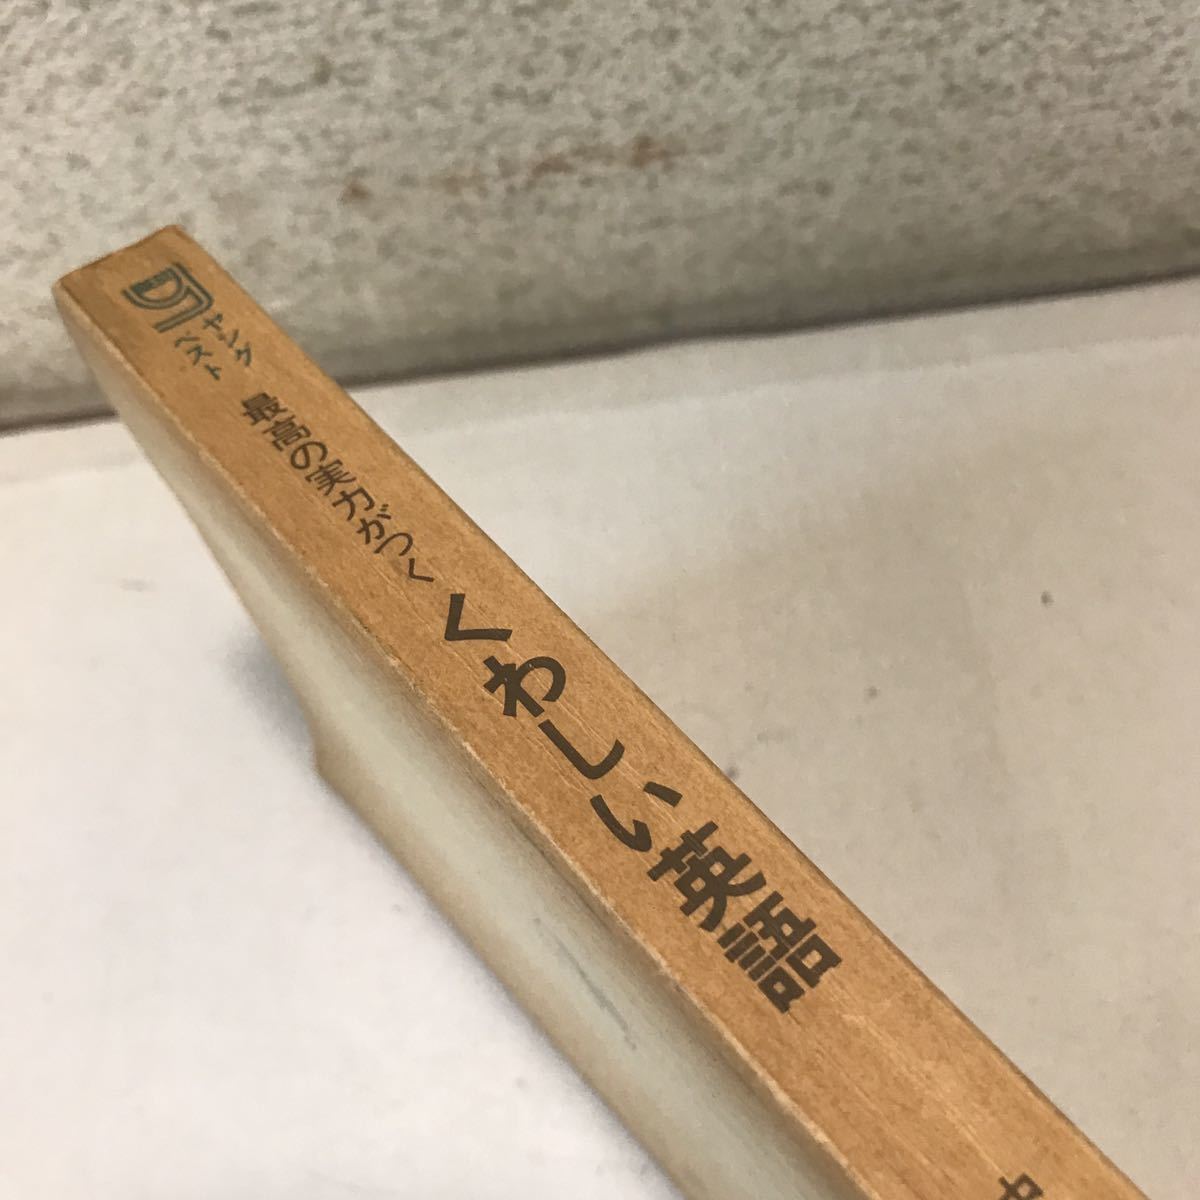 ヤング
ベスト
最高の実力がつく
くわしい英語